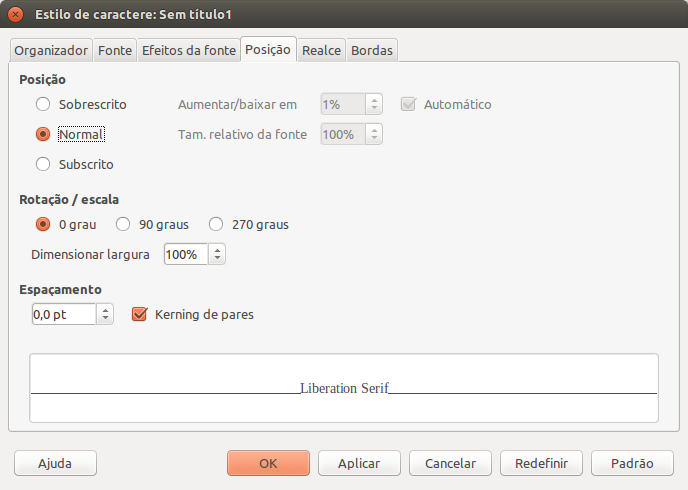 Estilo de caractere: Sem título1
Organizador Fonte Efeitos da fonte Posição Realce Bordas
Posição
Sobrescrito Aumentar/baixar em 1% Automático
Normal Tam. relativo da fonte 100%
Subscrito
Rotação / escala
0 grau 90 graus 270 graus
Dimensionar largura 100%
Espaçamento
0,0 pt Kerning de pares
Liberation Serif
Ajuda OK Aplicar Cancelar Redefinir Padrão